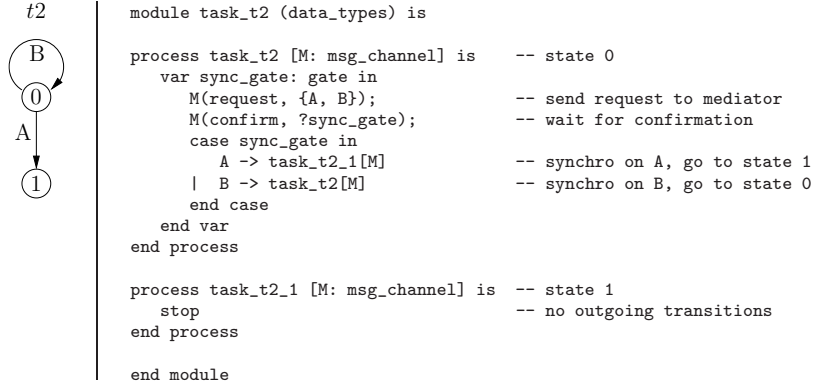 t2
B
0
A
1
module task_t2 (data_types) is
process task_t2 [M: msg_channel] is -- state 0
var sync_gate: gate in
M(request, {A, B}); -- send request to mediator
M(confirm, ?sync_gate); -- wait for confirmation
case sync_gate in
A -> task_t2_1[M] -- synchro on A, go to state 1
| B -> task_t2[M] -- synchro on B, go to state 0
end case
end var
end process
process task_t2_1 [M: msg_channel] is -- state 1
stop -- no outgoing transitions
end process
end module